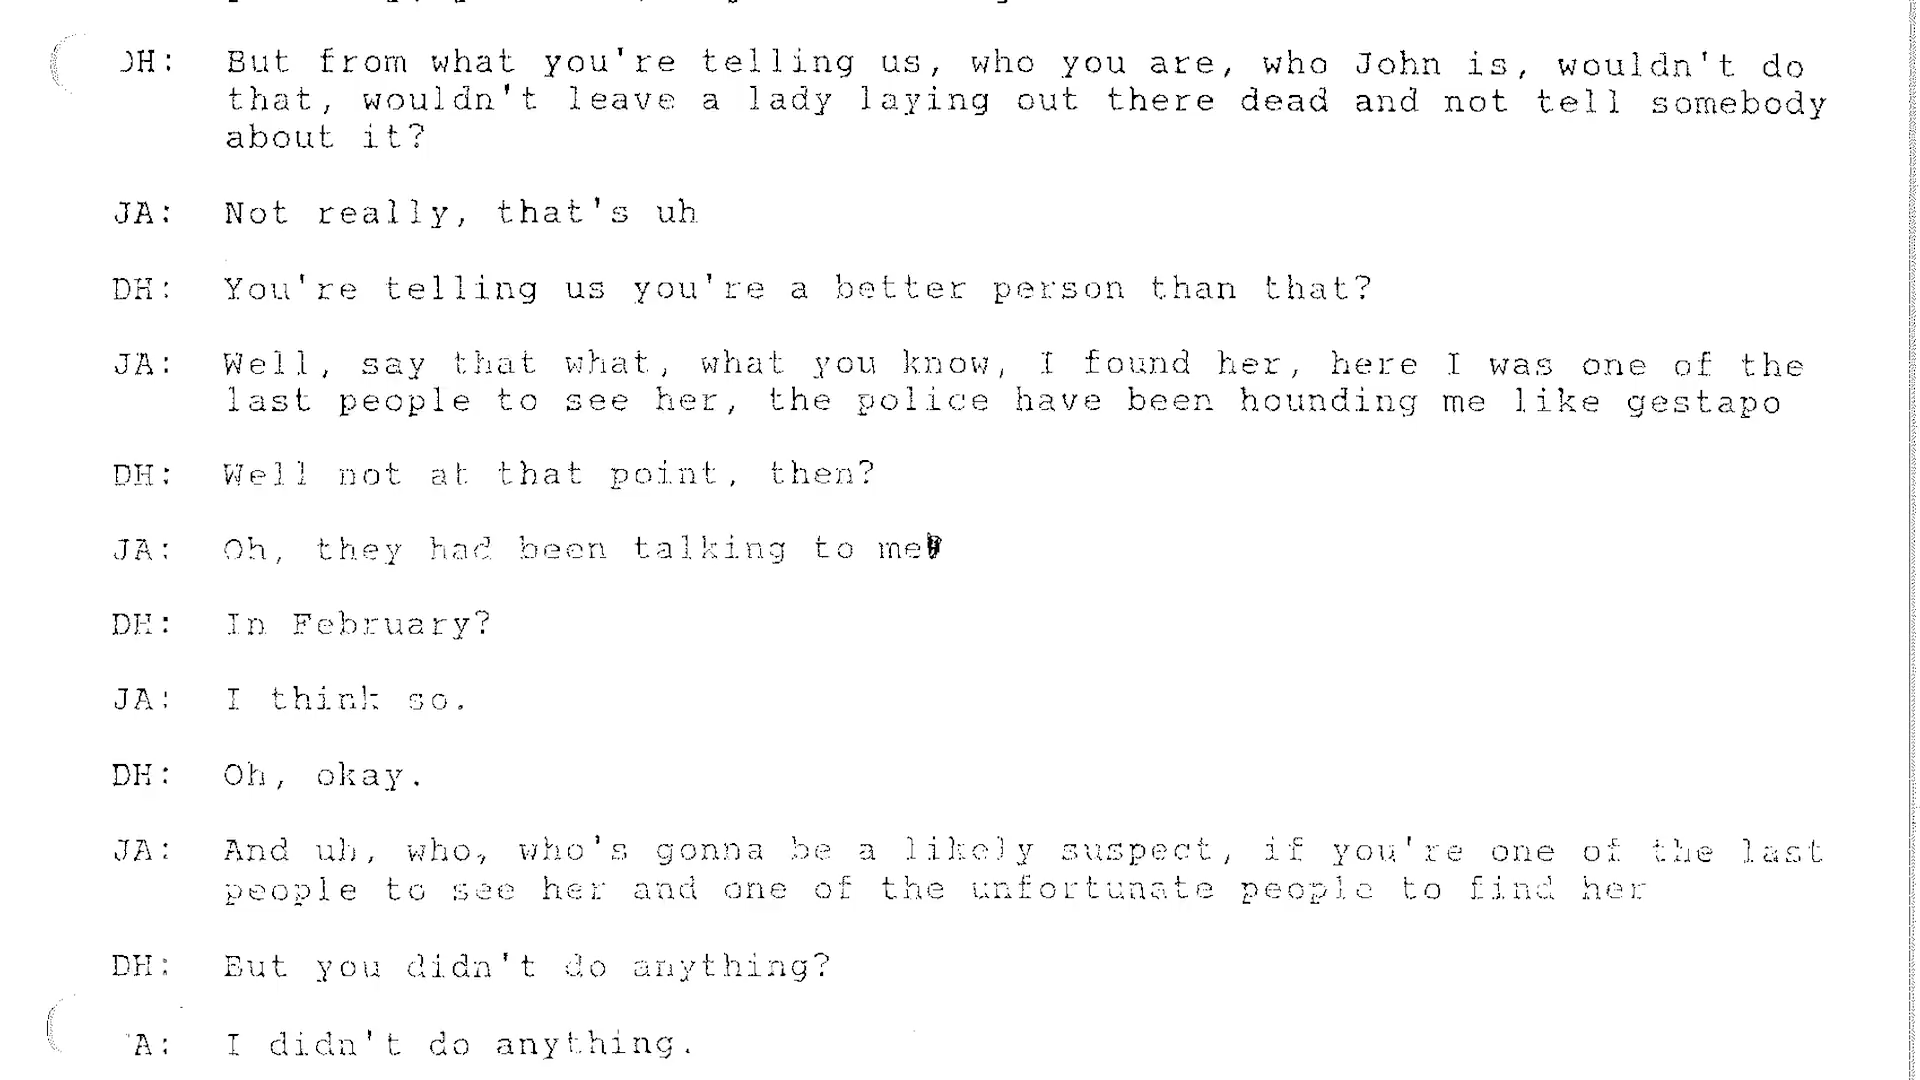 DH: But from what you're telling us, who you are, who John is, wouldn't do
that, wouldn't leave a lady laying out there dead and not tell somebody
about it?
JA: Not really, that's uh
DH: You're telling us you're a better person than that?
JA: Well, say that what, what you know, I found her, here I was one of the
last people to see her, the police have been hounding me like gestapo
DH: Well not at that point, then?
JA: Oh, they had been talking to me
DH: In February?
JA: I think so.
DH: Oh, okay.
JA: And uh, who, who's gonna be a likely suspect, if you're one of the last
people to see her and one of the unfortunate people to find her
DH: But you didn't do anything?
A: I didn't do anything.